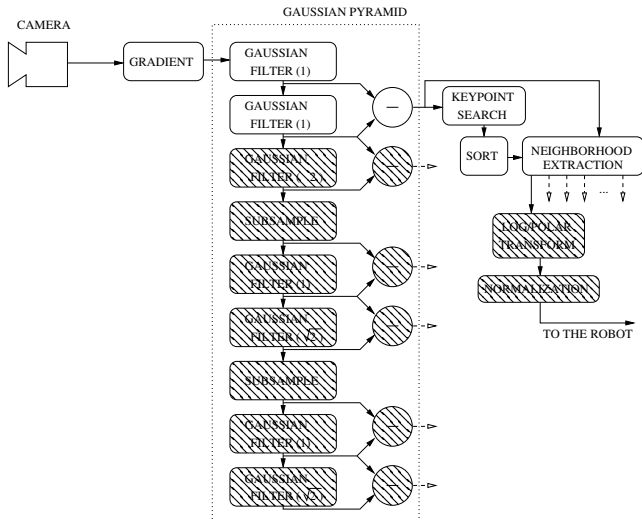 GAUSSIAN PYRAMID
CAMERA
GRADIENT
GAUSSIAN
FILTER (1)
GAUSSIAN
FILTER (1)
GAUSSIAN
FILTER ( 2)
SUBSAMPLE
GAUSSIAN
FILTER (1)
GAUSSIAN
FILTER (√2)
SUBSAMPLE
GAUSSIAN
FILTER (1)
GAUSSIAN
FILTER (√2)
KEYPOINT
SEARCH
SORT
NEIGHBORHOOD
EXTRACTION
...
LOG/POLAR
TRANSFORM
NORMALIZATION
TO THE ROBOT